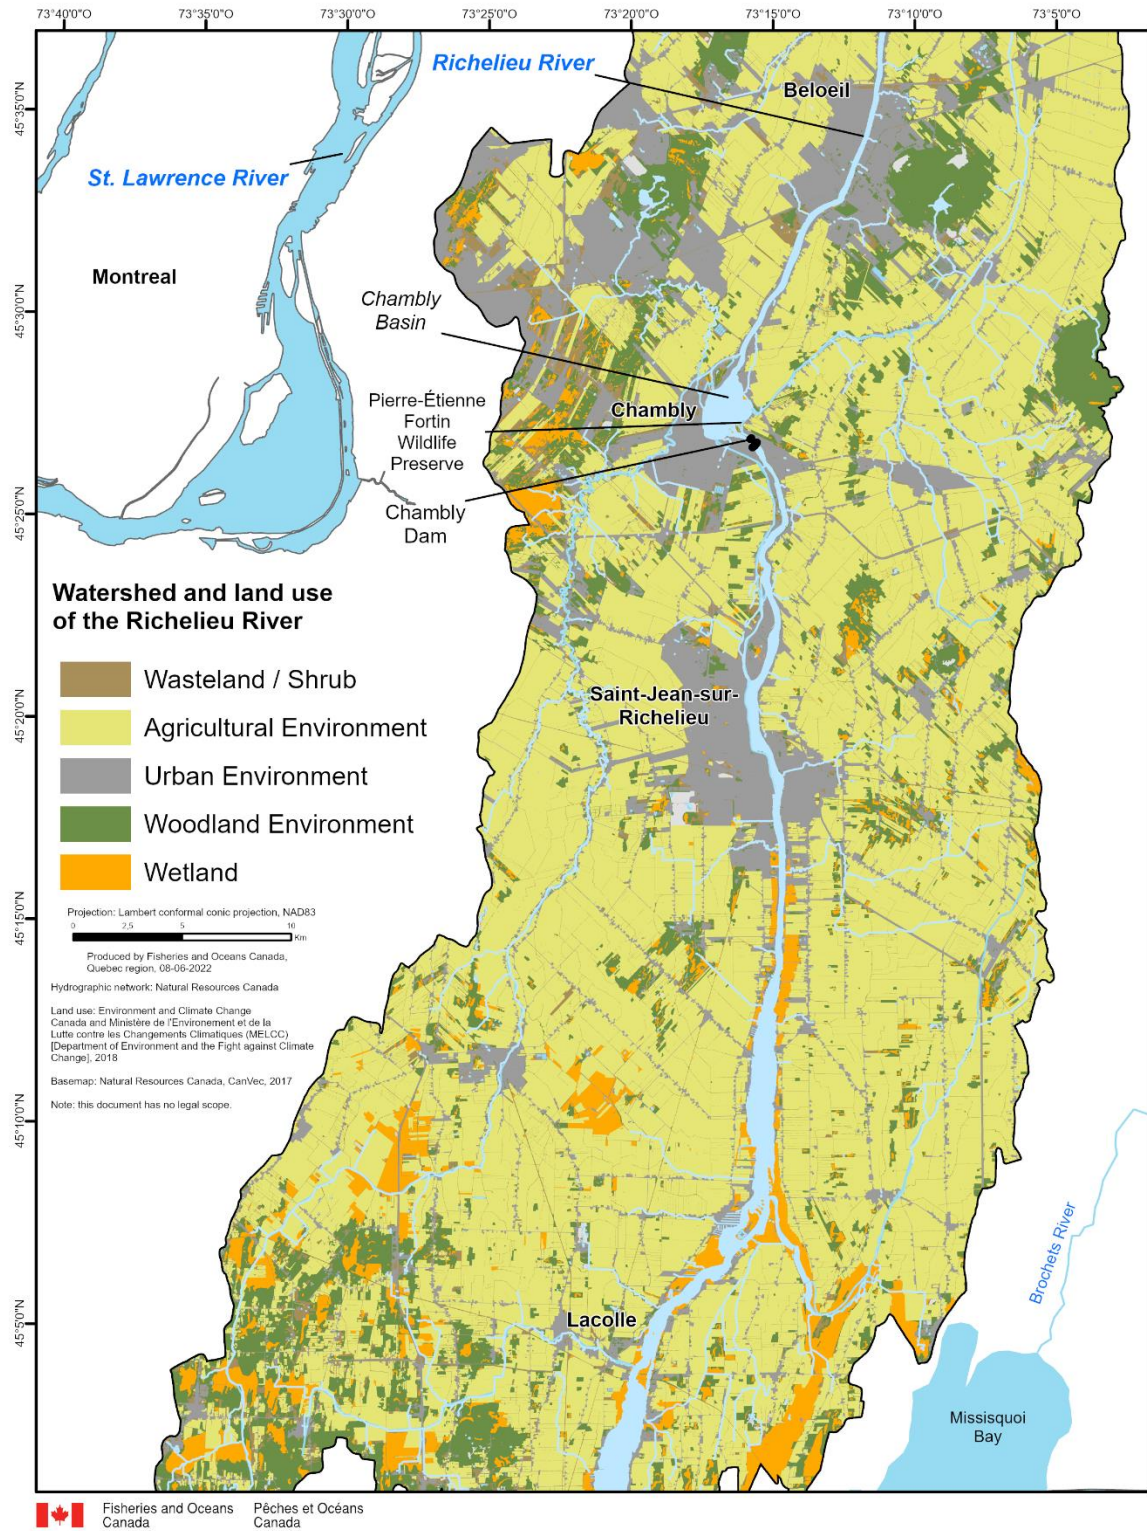 73°40'0"O 73°35'0"O 73°30'0"O 73°25'0"O 73°20'0"O 73°15'0"O 73°10'0"O 73°5'0"O
45°35'0"N
45°30'0"N
45°25'0"N
45°20'0"N
45°15'0"N
45°10'0"N
45°5'0"N
Richelieu River
Beloeil
St. Lawrence River
Montreal
Chambly
Basin
Pierre-Étienne
Fortin
Wildlife
Preserve
Chambly
Chambly
Dam
Saint-Jean-sur-
Richelieu
Lacolle
Brochets River
Missisquoi
Bay
Watershed and land use
of the Richelieu River
Wasteland / Shrub
Agricultural Environment
Urban Environment
Woodland Environment
Wetland
Projection: Lambert conformal conic projection, NAD83
0 2,5 5 10
Km
Produced by Fisheries and Oceans Canada,
Quebec region, 08-06-2022
Hydrographic network: Natural Resources Canada
Land use: Environment and Climate Change
Canada and Ministère de l'Environement et de la
Lutte contre les Changements Climatiques (MELCC)
[Department of Environment and the Fight against Climate
Change], 2018
Basemap: Natural Resources Canada, CanVec, 2017
Note: this document has no legal scope.
Fisheries and Oceans
Canada
Pêches et Océans
Canada